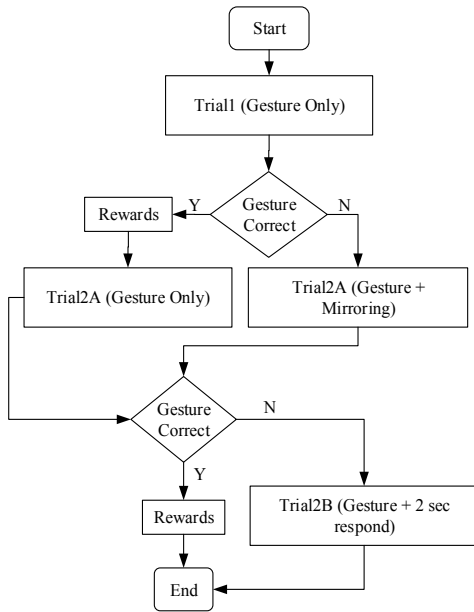 Start
Trial1 (Gesture Only)
Gesture
Correct
Y
N
Rewards
Trial2A (Gesture Only)
Trial2A (Gesture +
Mirroring)
Gesture
Correct
N
Y
Rewards
Trial2B (Gesture + 2 sec
respond)
End